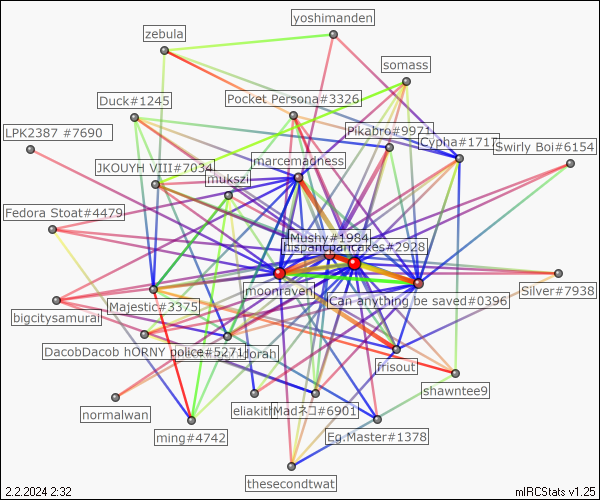 yoshimanden
zebula
somass
Duck#1245
Pocket Persona#3326
LPK2387 #7690
Pikabro#9971
Cypha#1717
Swirly Boi#6154
marcemadness
JKOUYH VIII#7034
mukszi
Fedora Stoat#4479
Mushy#1984
hispanicpancakes#2928
moonraven
Silver#7938
Majestic#3375
Can anything be saved#0396
bigcitysamurai
DacobDacob hORNY police#5271
dorah
frisout
shawntee9
normalwan
eliakith
Madネコ#6901
ming#4742
Eg.Master#1378
thesecondtwat
2.2.2024 2:32
mIRCStats v1.25